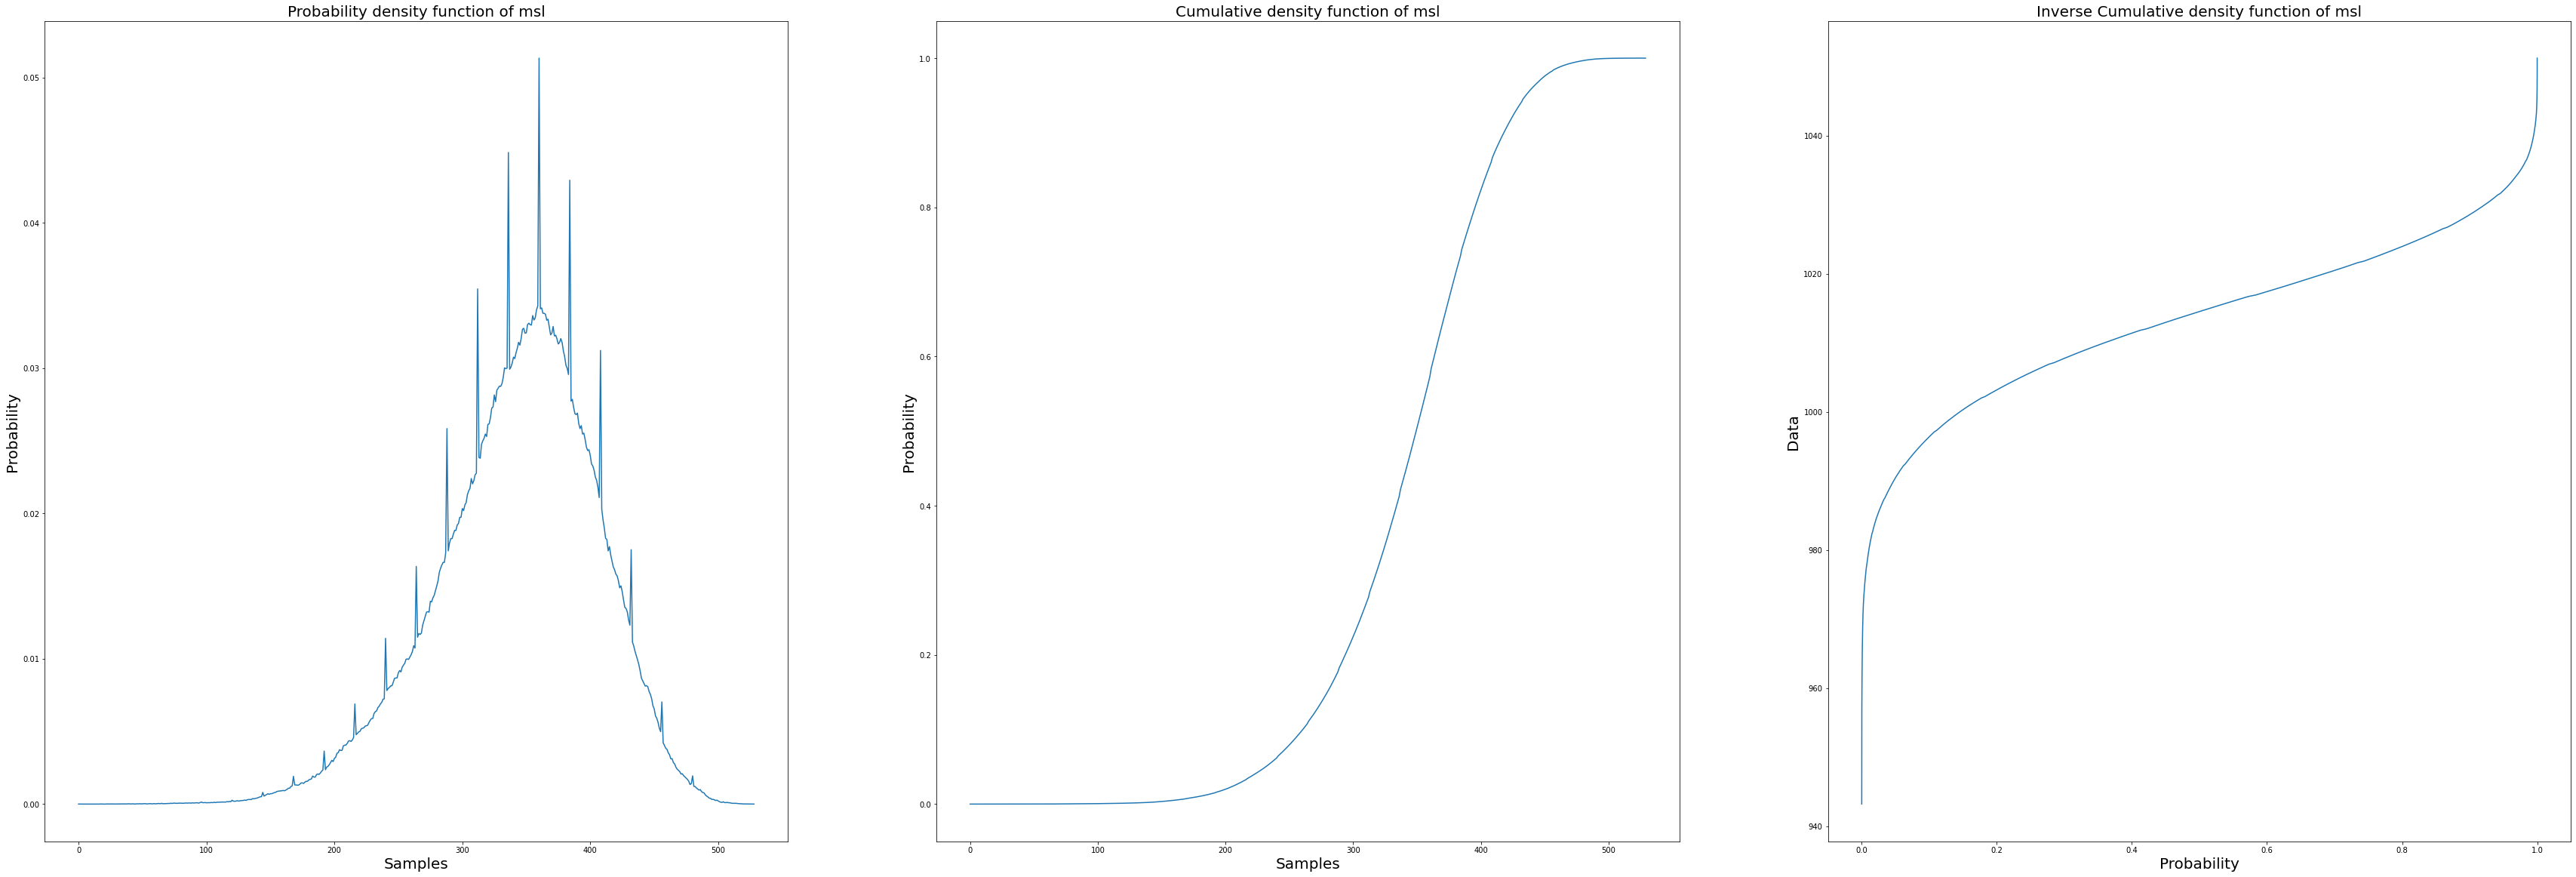 Probability density function of msl
Probability
0.05
0.04
0.03
0.02
0.01
0.00
0 100 200 300 400 500
Samples
Cumulative density function of msl
Probability
1.0
0.8
0.6
0.4
0.2
0.0
0 100 200 300 400 500
Samples
Inverse Cumulative density function of msl
Data
1040
1020
1000
980
960
940
0.0 0.2 0.4 0.6 0.8 1.0
Probability